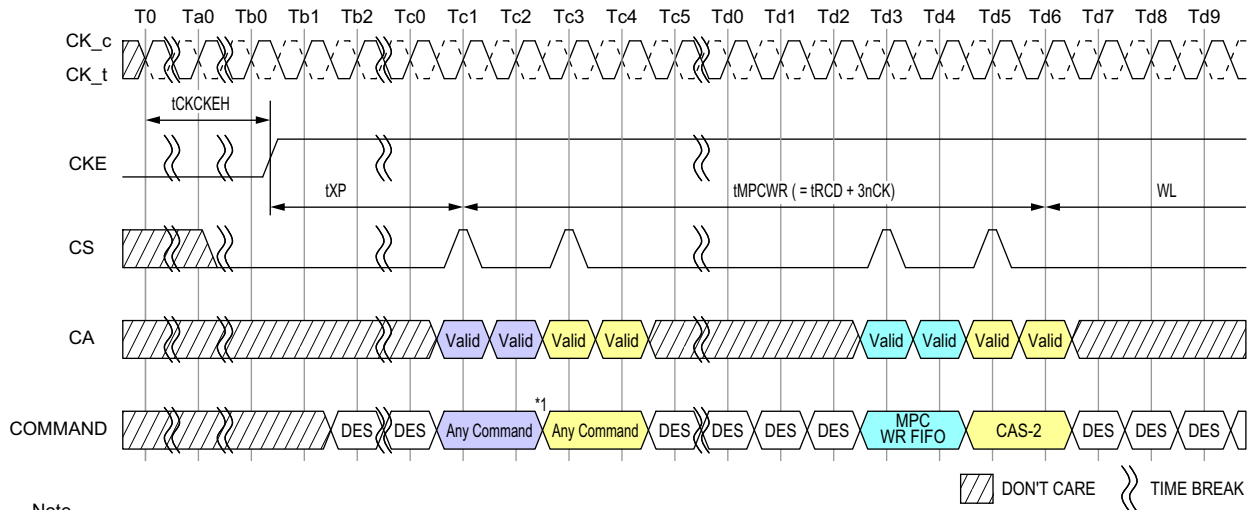 T0 Ta0 Tb0 Tb1 Tb2 Tc0 Tc1 Tc2 Tc3 Tc4 Tc5 Td0 Td1 Td2 Td3 Td4 Td5 Td6 Td7 Td8 Td9
CK_c
CK_t
tCKCKEH
CKE
tXP
tMPCWR ( = tRCD + 3nCK)
WL
CS
CA
Valid Valid Valid Valid Valid Valid Valid Valid
*1
COMMAND
DES DES Any Command Any Command DES DES DES DES MPC WR FIFO CAS-2 DES DES DES
DON'T CARE
TIME BREAK